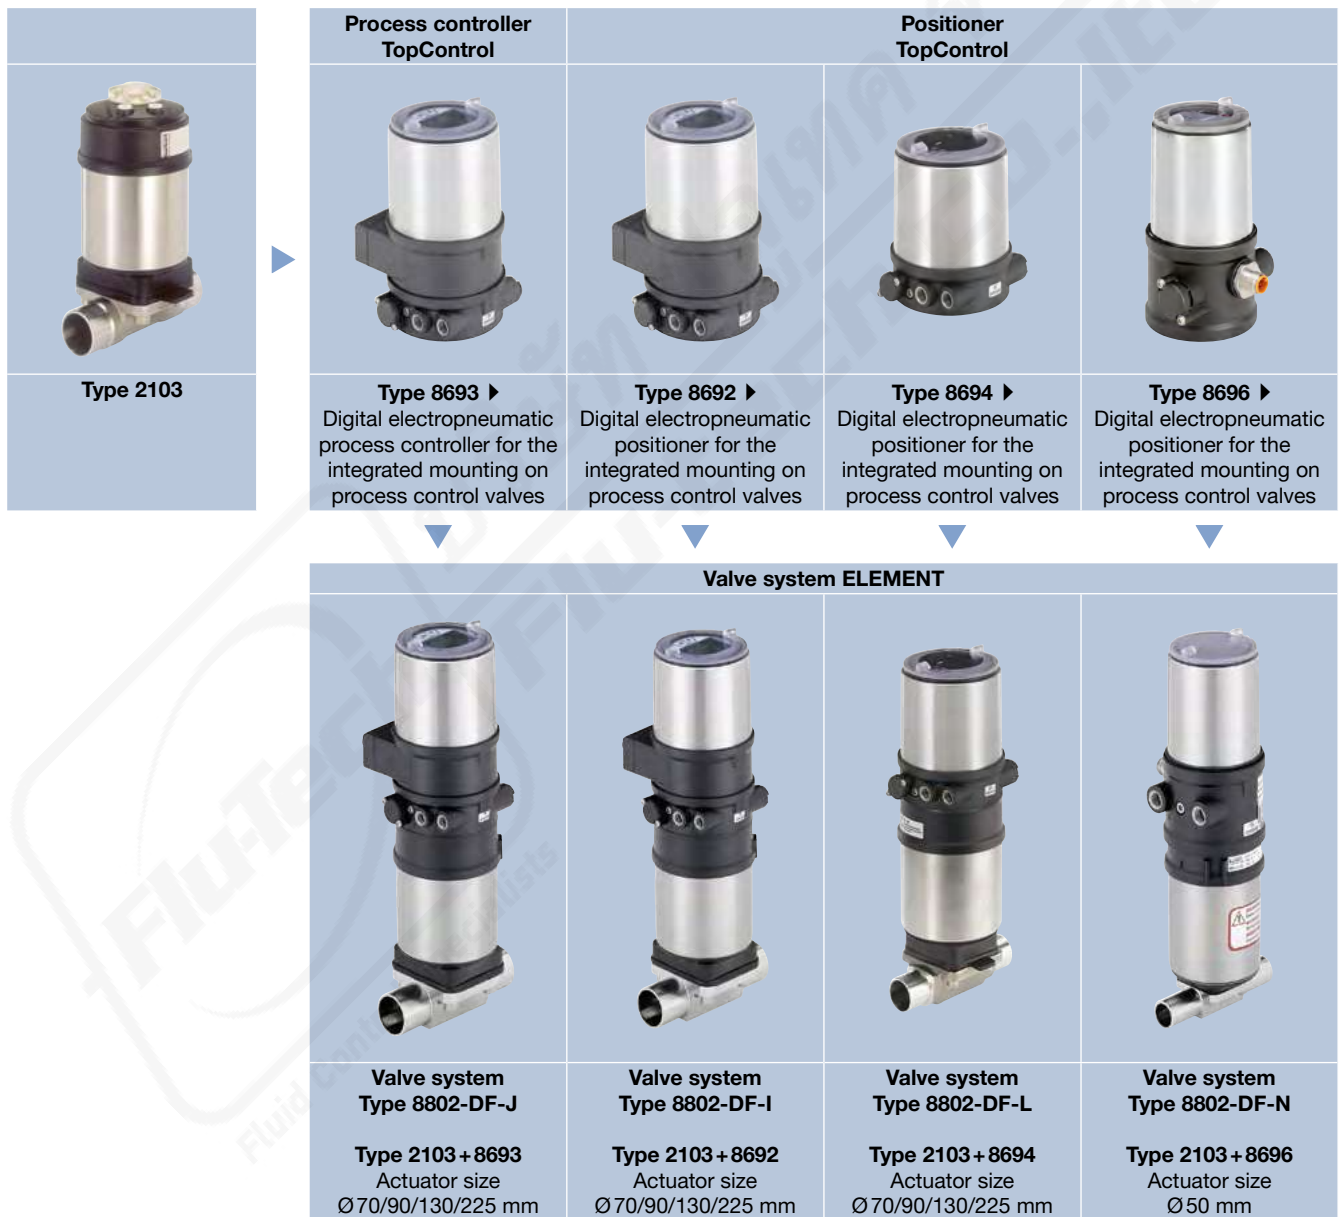 Process controller
TopControl
Positioner
TopControl
Type 2103
Type 8693
Digital electropneumatic
process controller for the
integrated mounting on
process control valves
Type 8692
Digital electropneumatic
positioner for the
integrated mounting on
process control valves
Type 8694
Digital electropneumatic
positioner for the
integrated mounting on
process control valves
Type 8696
Digital electropneumatic
positioner for the
integrated mounting on
process control valves
Valve system ELEMENT
Valve system
Type 8802-DF-J
Type 2103+8693
Actuator size
Ø70/90/130/225 mm
Valve system
Type 8802-DF-I
Type 2103+8692
Actuator size
Ø70/90/130/225 mm
Valve system
Type 8802-DF-L
Type 2103+8694
Actuator size
Ø70/90/130/225 mm
Valve system
Type 8802-DF-N
Type 2103+8696
Actuator size
Ø50 mm
Flu-Tech